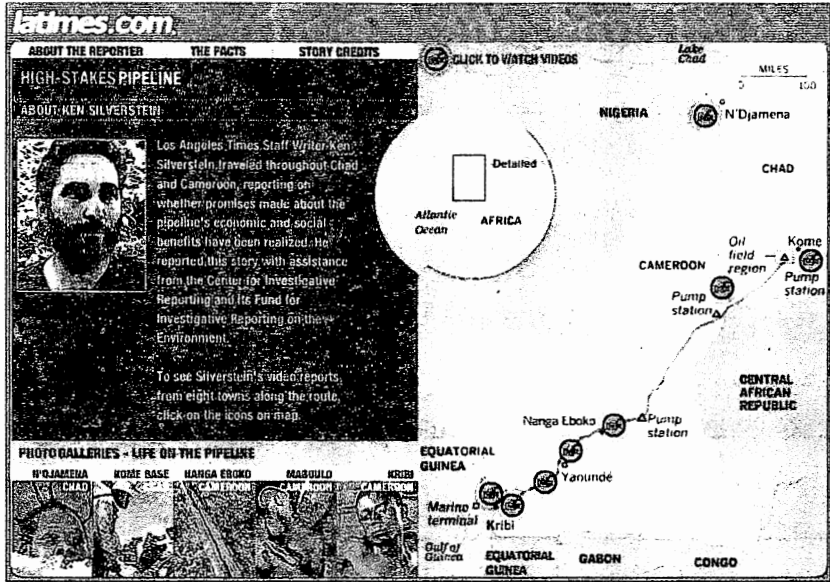 latimes.com.
ABOUT THE REPORTER THE FACTS STORY CREDITS
HIGH-STAKES PIPELINE
ABOUT KEN SILVERSTEIN
Los Angeles Times Staff Writer Ken
Silverstein traveled throughout Chad
and Cameroon, reporting on
whether promises made about the
pipeline's economic and social
benefits have been realized. He
reported this story with assistance
from the Center for Investigative
Reporting and its Fund for
Investigative Reporting on the
Environment.
To see Silverstein's video reports
from eight towns along the route,
click on the icons on map.
PHOTO GALLERIES - LIFE ON THE PIPELINE
N'DJAMENA KOME BASE NANGA EBOKO MABUULO KRIBI
CHAD CAMEROON CAMEROON CAMEROON
CLICK TO WATCH VIDEOS
Lake
Chad
MILES
0 100
NIGERIA
N'Djamena
CHAD
Detailed
Atlantic
Ocean
AFRICA
CAMEROON
Oil
field
region
Kome
Pump
station
Pump
station
CENTRAL
AFRICAN
REPUBLIC
Nanga Eboko
Pump
station
EQUATORIAL
GUINEA
Yaoundé
Marino
terminal
Kribi
Gulf of
Guinea
EQUATORIAL
GUINEA
GABON
CONGO